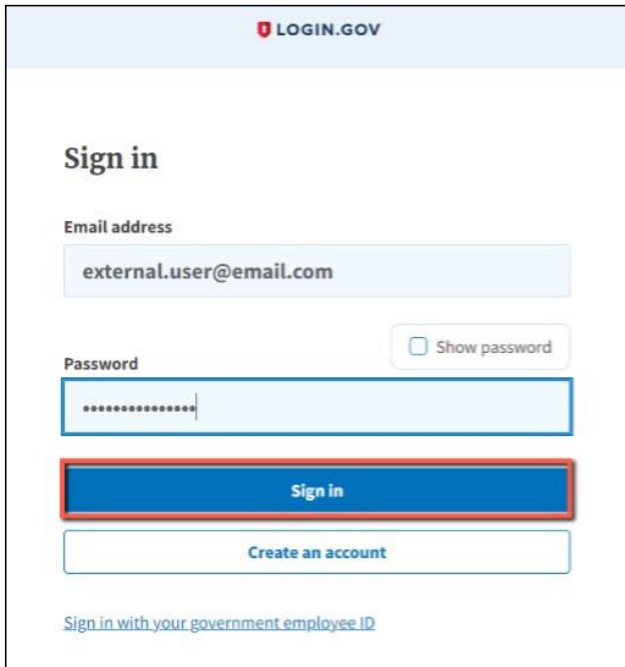 LOGIN.GOV
Sign in
Email address
external.user@email.com
Show password
Password
•••••••••••••••
Sign in
Create an account
Sign in with your government employee ID